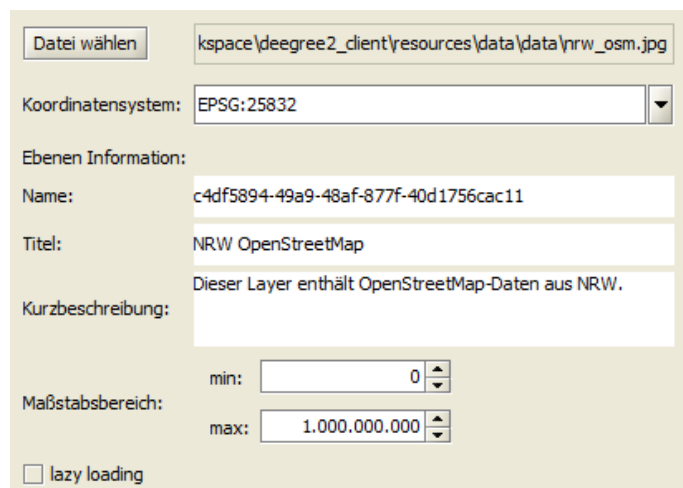 Datei wählen kspace\deegree2_client\resources\data\data\nrw_osm.jpg
Koordinatensystem: EPSG:25832
Ebenen Information:
Name: c4df5894-49a9-48af-877f-40d1756cac11
Titel: NRW OpenStreetMap
Dieser Layer enthält OpenStreetMap-Daten aus NRW.
Kurzbeschreibung:
min: 0
Maßstabsbereich:
max: 1.000.000.000
lazy loading